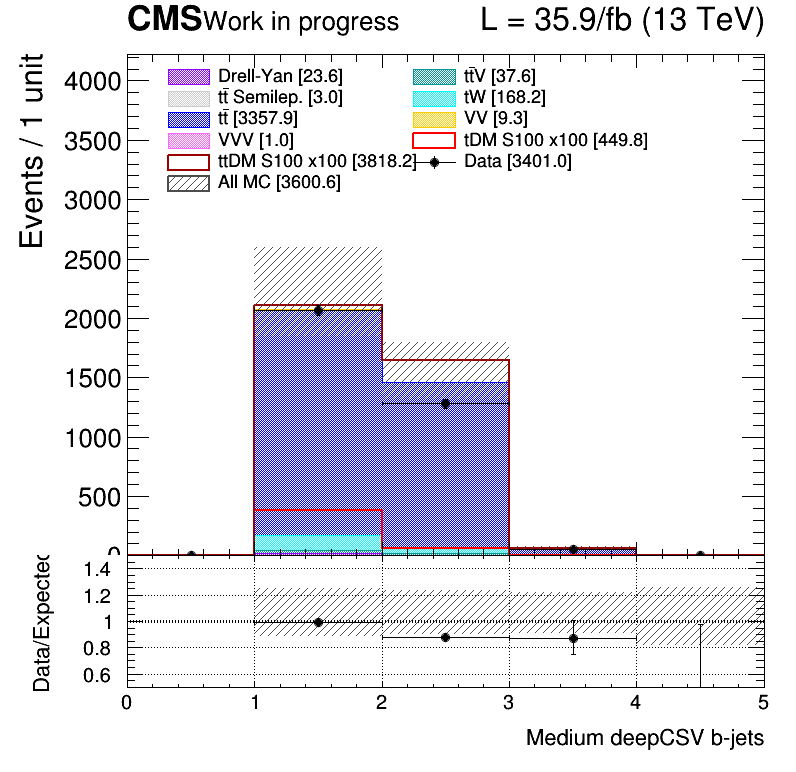 CMS Work in progress L = 35.9/fb (13 TeV)
Events / 1 unit
4000
3500
3000
2500
2000
1500
1000
500
0
Drell-Yan [23.6]
tt̄V [37.6]
tt̄ Semilep. [3.0]
tW [168.2]
tt̄ [3357.9]
VV [9.3]
VVV [1.0]
tDM S100 x100 [449.8]
ttDM S100 x100 [3818.2]
Data [3401.0]
All MC [3600.6]
Data/Expected
1.4
1.2
1
0.8
0.6
0 1 2 3 4 5
Medium deepCSV b-jets